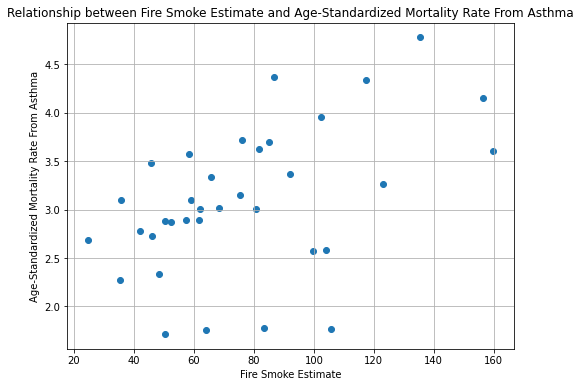 Relationship between Fire Smoke Estimate and Age-Standardized Mortality Rate From Asthma
Age-Standardized Mortality Rate From Asthma
4.5
4.0
3.5
3.0
2.5
2.0
20 40 60 80 100 120 140 160
Fire Smoke Estimate